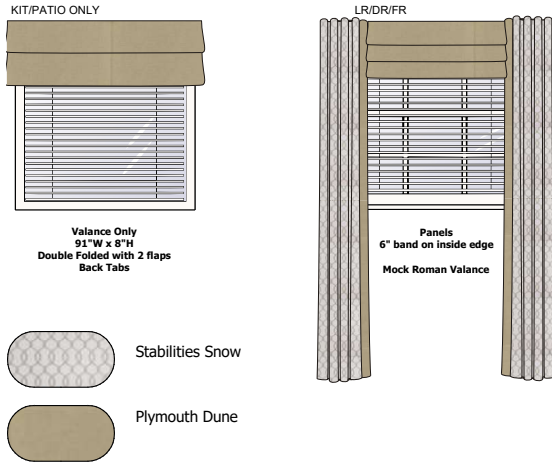 KIT/PATIO ONLY
Valance Only
91"W x 8"H
Double Folded with 2 flaps
Back Tabs
LR/DR/FR
Panels
6" band on inside edge
Mock Roman Valance
Stabilities Snow
Plymouth Dune